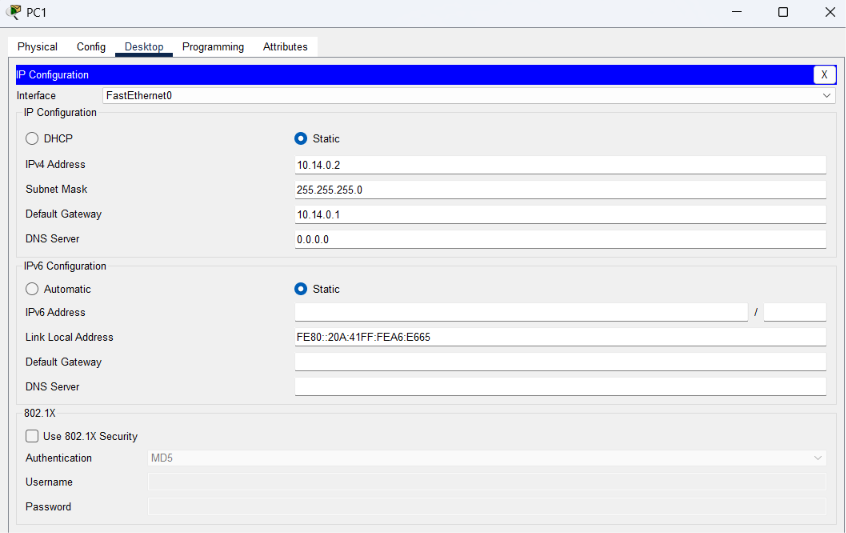 PC1
Physical Config Desktop Programming Attributes
IP Configuration X
Interface FastEthernet0
IP Configuration
DHCP Static
IPv4 Address 10.14.0.2
Subnet Mask 255.255.255.0
Default Gateway 10.14.0.1
DNS Server 0.0.0.0
IPv6 Configuration
Automatic Static
IPv6 Address /
Link Local Address FE80::20A:41FF:FEA6:E665
Default Gateway
DNS Server
802.1X
Use 802.1X Security
Authentication MD5
Username
Password